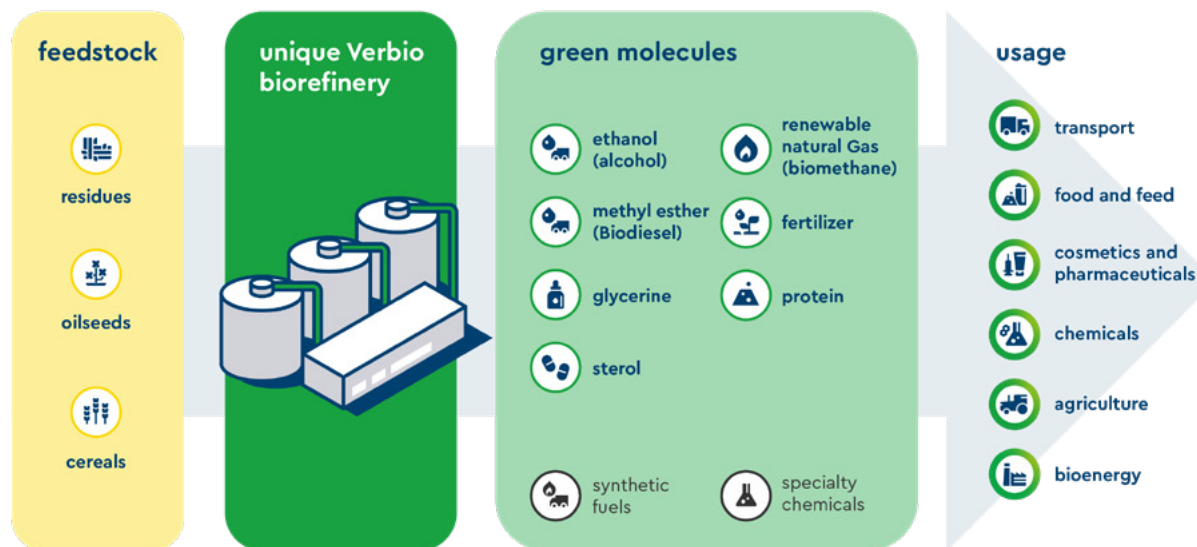 feedstock
residues
oilseeds
cereals
unique Verbio
biorefinery
green molecules
ethanol
(alcohol)
renewable
natural Gas
(biomethane)
methyl esther
(Biodiesel)
fertilizer
glycerine
protein
sterol
synthetic
fuels
specialty
chemicals
usage
transport
food and feed
cosmetics and
pharmaceuticals
chemicals
agriculture
bioenergy